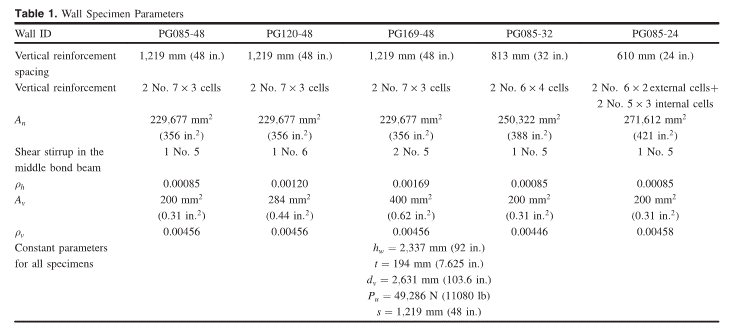 Table 1. Wall Specimen Parameters
Wall ID PG085-48 PG120-48 PG169-48 PG085-32 PG085-24
Vertical reinforcement 1,219 mm (48 in.) 1,219 mm (48 in.) 1,219 mm (48 in.) 813 mm (32 in.) 610 mm (24 in.)
spacing
Vertical reinforcement 2 No. 7 × 3 cells 2 No. 7 × 3 cells 2 No. 7 × 3 cells 2 No. 6 × 4 cells 2 No. 6 × 2 external cells+
2 No. 5 × 3 internal cells
Aₙ 229.677 mm² 229.677 mm² 229.677 mm² 250.322 mm² 271,612 mm²
(356 in.²) (356 in.²) (356 in.²) (388 in.²) (421 in.²)
Shear stirrup in the 1 No. 5 1 No. 6 2 No. 5 1 No. 5 1 No. 5
middle bond beam
ρₕ 0.00085 0.00120 0.00169 0.00085 0.00085
Aᵥ 200 mm² 284 mm² 400 mm² 200 mm² 200 mm²
(0.31 in.²) (0.44 in.²) (0.62 in.²) (0.31 in.²) (0.31 in.²)
ρᵥ 0.00456 0.00456 0.00456 0.00446 0.00458
Constant parameters h_w = 2,337 mm (92 in.)
for all specimens t = 194 mm (7.625 in.)
dᵥ = 2,631 mm (103.6 in.)
Pᵤ = 49,286 N (11080 lb)
s = 1,219 mm (48 in.)